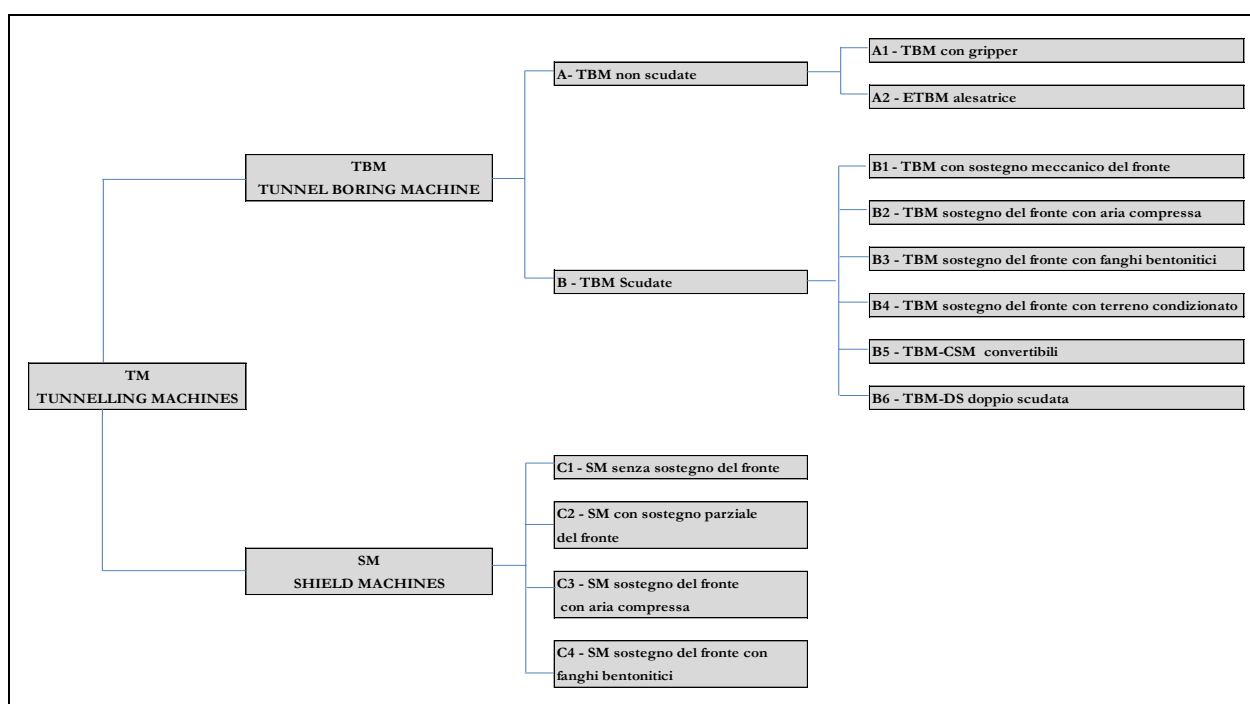 A1 - TBM con gripper
A- TBM non scudate
A2 - ETBM alesatrice
TBM
TUNNEL BORING MACHINE
B1 - TBM con sostegno meccanico del fronte
B2 - TBM sostegno del fronte con aria compressa
B3 - TBM sostegno del fronte con fanghi bentonitici
B - TBM Scudate
B4 - TBM sostegno del fronte con terreno condizionato
B5 - TBM-CSM convertibili
B6 - TBM-DS doppio scudata
TM
TUNNELLING MACHINES
C1 - SM senza sostegno del fronte
C2 - SM con sostegno parziale
del fronte
SM
SHIELD MACHINES
C3 - SM sostegno del fronte
con aria compressa
C4 - SM sostegno del fronte con
fanghi bentonitici